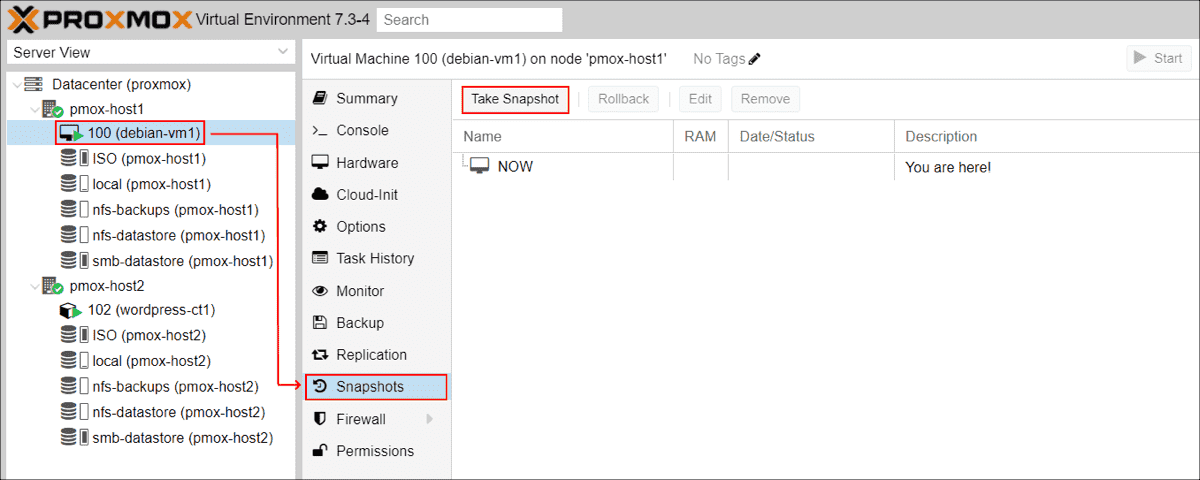 PROXMOX Virtual Environment 7.3-4 Search
Server View
Datacenter (proxmox)
pmox-host1
100 (debian-vm1)
ISO (pmox-host1)
local (pmox-host1)
nfs-backups (pmox-host1)
nfs-datastore (pmox-host1)
smb-datastore (pmox-host1)
pmox-host2
102 (wordpress-ct1)
ISO (pmox-host2)
local (pmox-host2)
nfs-backups (pmox-host2)
nfs-datastore (pmox-host2)
smb-datastore (pmox-host2)
Virtual Machine 100 (debian-vm1) on node 'pmox-host1' No Tags Start
Summary
Console
Hardware
Cloud-Init
Options
Task History
Monitor
Backup
Replication
Snapshots
Firewall
Permissions
Take Snapshot Rollback Edit Remove
Name RAM Date/Status Description
NOW You are here!